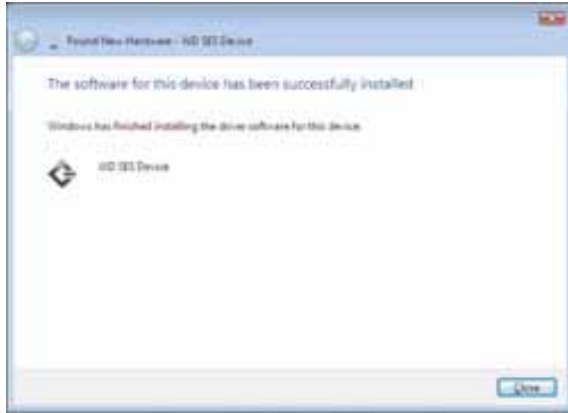 Found New Hardware - WD SES Device
The software for this device has been successfully installed
Windows has finished installing the driver software for this device:
WD SES Device
Close